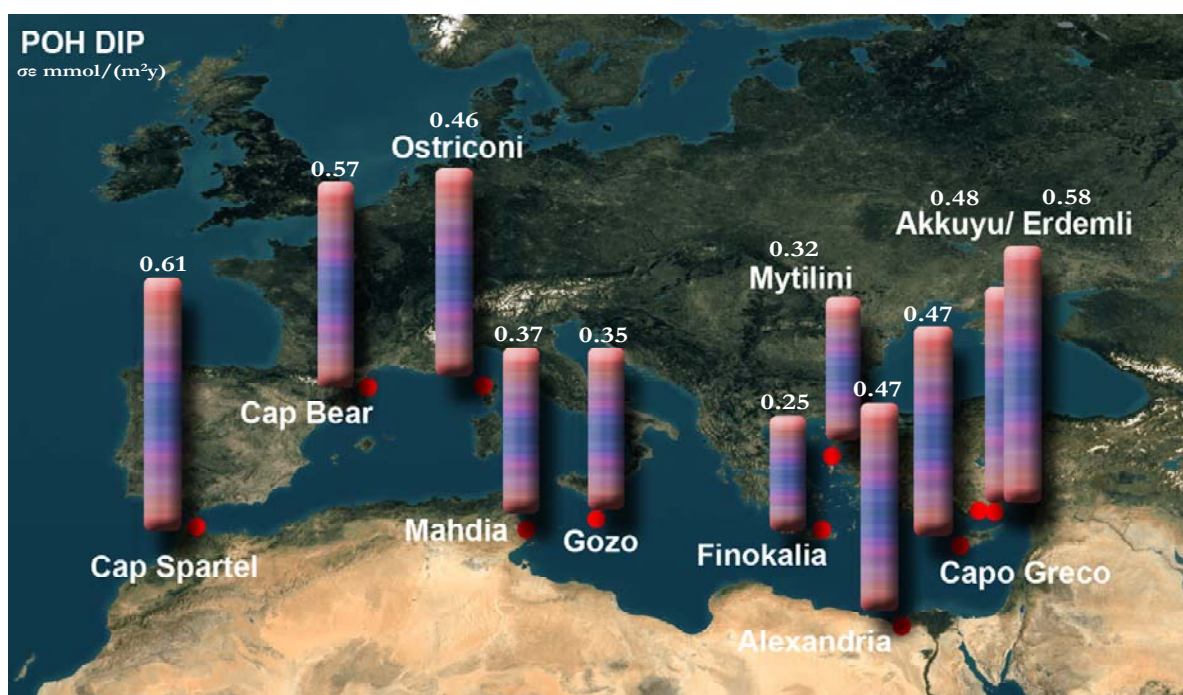 POH DIP
σε mmol/(m²y)
0.46
Ostriconi
0.57
0.48 0.58
Akkuyu/ Erdemli
0.32
Mytilini
0.61
0.47
0.37
0.35
0.25
0.47
Cap Bear
Mahdia
Gozo
Finokalia
Cap Spartel
Capo Greco
Alexandria